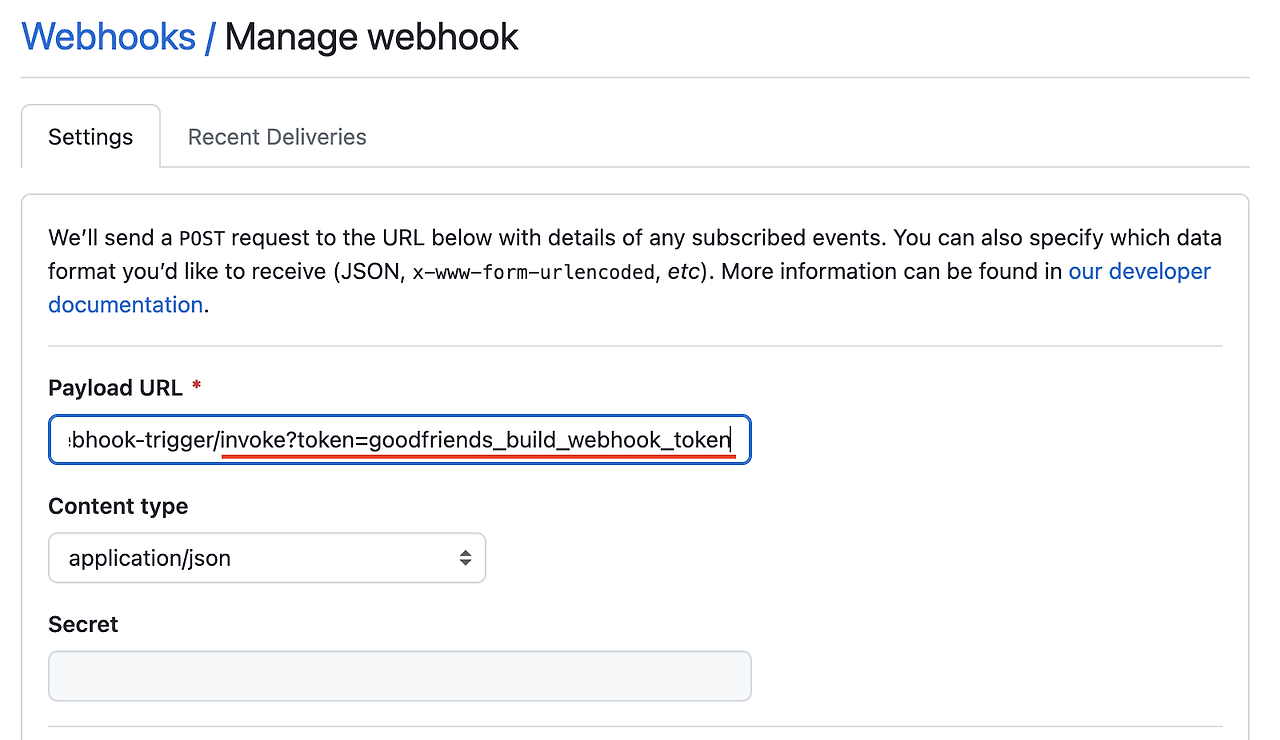 Webhooks / Manage webhook
Settings
Recent Deliveries
We’ll send a POST request to the URL below with details of any subscribed events. You can also specify which data
format you’d like to receive (JSON, x-www-form-urlencoded, etc). More information can be found in our developer
documentation.
Payload URL *
bhook-trigger/invoke?token=goodfriends_build_webhook_token
Content type
application/json
Secret